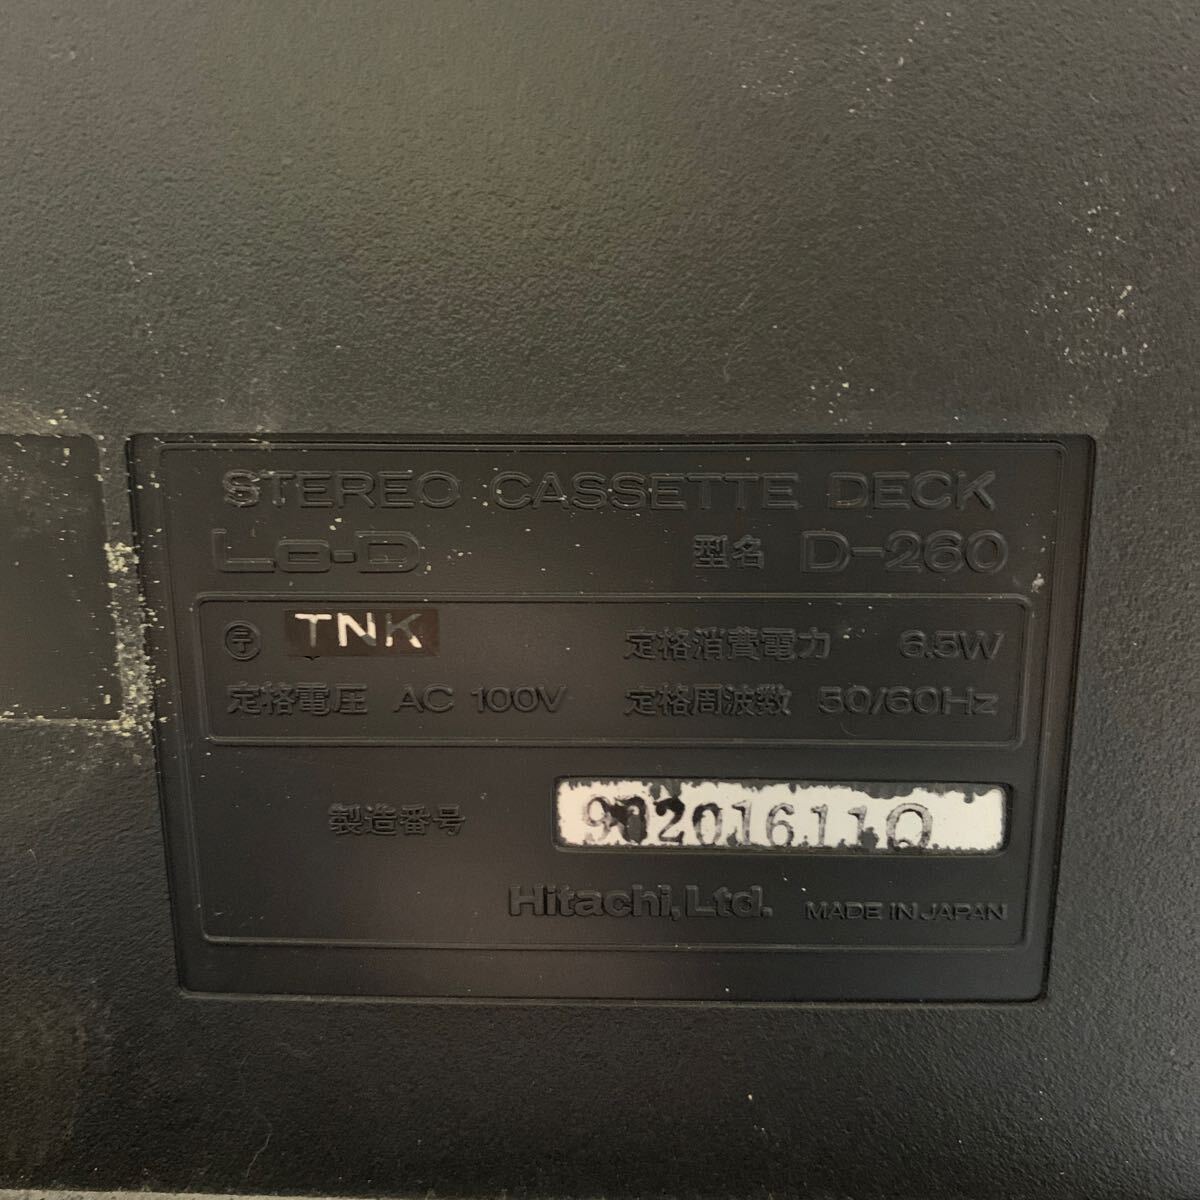 STEREO CASSETTE DECK
Lo-D 型名 D-260
〒 TNK 定格消費電力 6.5W
定格電圧 AC 100V 定格周波数 50/60Hz
製造番号 90201611Q
Hitachi, Ltd. MADE IN JAPAN